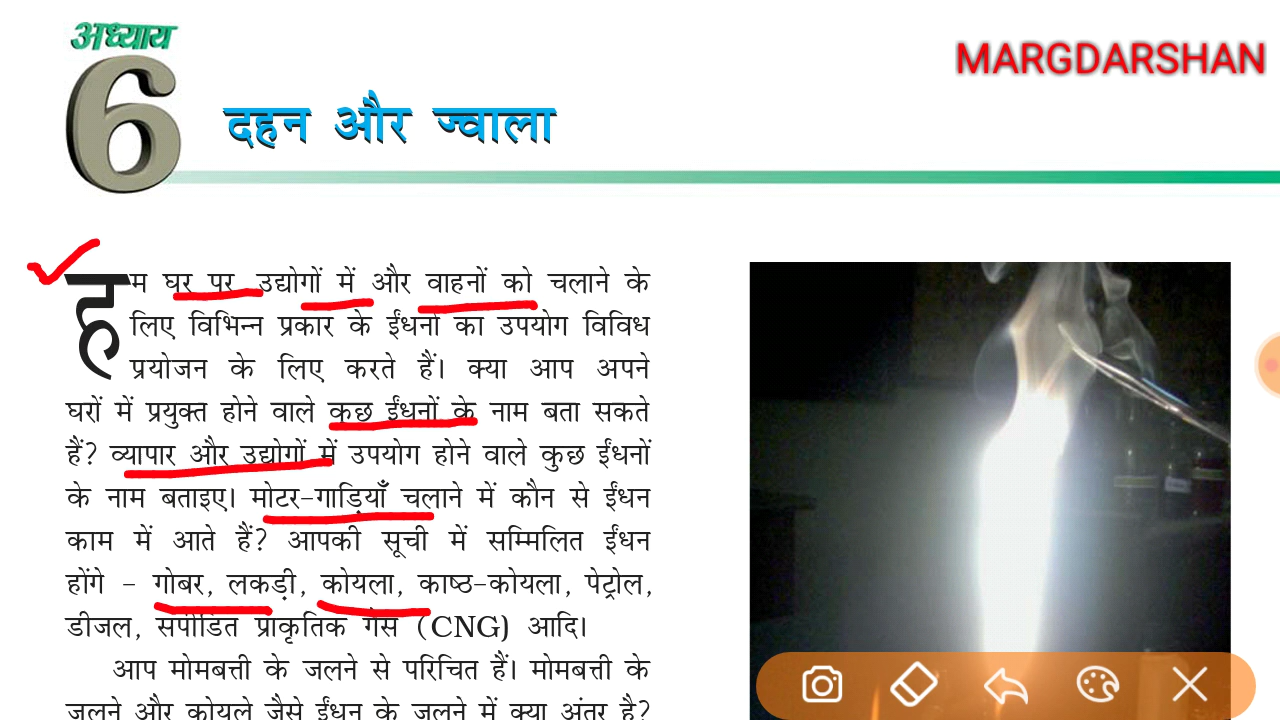 अध्याय
6
MARGDARSHAN
दहन और ज्वाला
हम घर पर उद्योगों में और वाहनों को चलाने के
लिए विभिन्न प्रकार के ईंधनों का उपयोग विविध
प्रयोजन के लिए करते हैं। क्या आप अपने
घरों में प्रयुक्त होने वाले कुछ ईंधनों के नाम बता सकते
हैं? व्यापार और उद्योगों में उपयोग होने वाले कुछ ईंधनों
के नाम बताइए। मोटर-गाड़ियाँ चलाने में कौन से ईंधन
काम में आते हैं? आपकी सूची में सम्मिलित ईंधन
होंगे - गोबर, लकड़ी, कोयला, काष्ठ-कोयला, पेट्रोल,
डीजल, संपीडित प्राकृतिक गैस (CNG) आदि।
आप मोमबत्ती के जलने से परिचित हैं। मोमबत्ती के
जलने और कोयले जैसे ईंधन के जलने में क्या अंतर है?